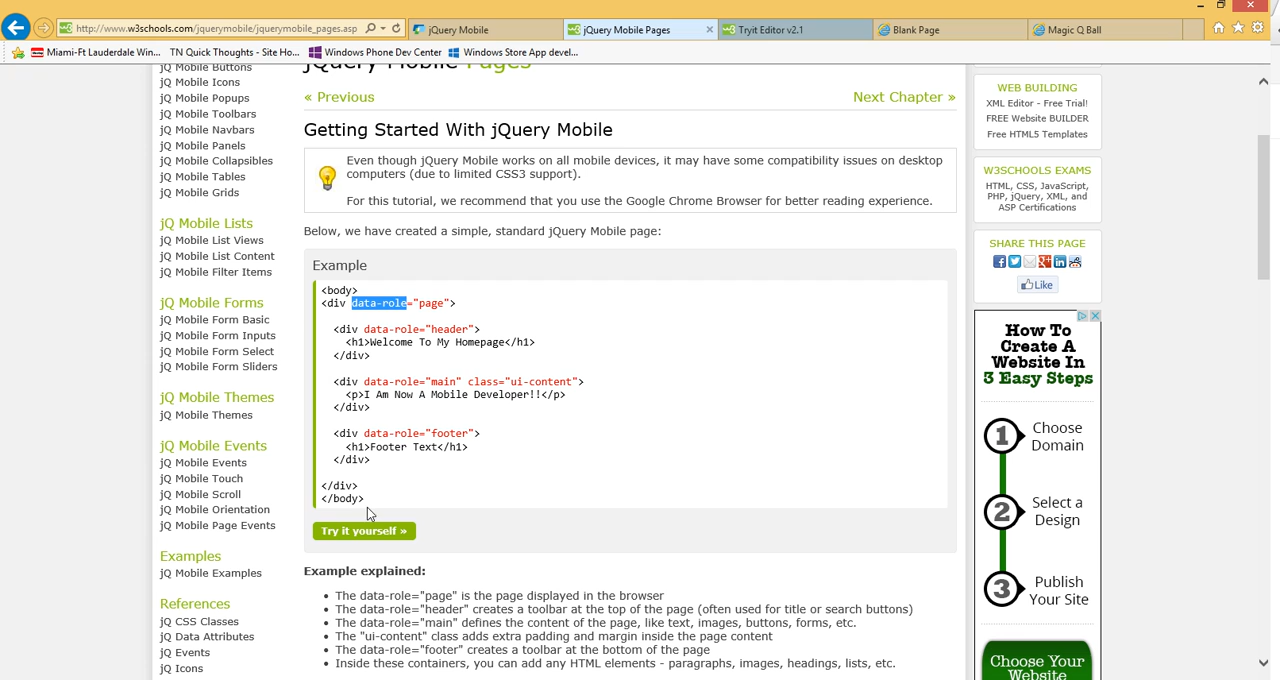 http://www.w3schools.com/jquerymobile/jquerymobile_pages.asp
jQuery Mobile
jQuery Mobile Pages
Tryit Editor v2.1
Blank Page
Magic Q Ball
Miami-Ft Lauderdale Win...
TN Quick Thoughts - Site Ho...
Windows Phone Dev Center
Windows Store App devel...
jQ Mobile Buttons
jQ Mobile Icons
jQ Mobile Popups
jQ Mobile Toolbars
jQ Mobile Navbars
jQ Mobile Panels
jQ Mobile Collapsibles
jQ Mobile Tables
jQ Mobile Grids
jQ Mobile Lists
jQ Mobile List Views
jQ Mobile List Content
jQ Mobile Filter Items
jQ Mobile Forms
jQ Mobile Form Basic
jQ Mobile Form Inputs
jQ Mobile Form Select
jQ Mobile Form Sliders
jQ Mobile Themes
jQ Mobile Themes
jQ Mobile Events
jQ Mobile Events
jQ Mobile Touch
jQ Mobile Scroll
jQ Mobile Orientation
jQ Mobile Page Events
Examples
jQ Mobile Examples
References
jQ CSS Classes
jQ Data Attributes
jQ Events
jQ Icons
jQuery Mobile Pages
« Previous
Next Chapter »
Getting Started With jQuery Mobile
Even though jQuery Mobile works on all mobile devices, it may have some compatibility issues on desktop
computers (due to limited CSS3 support).
For this tutorial, we recommend that you use the Google Chrome Browser for better reading experience.
Below, we have created a simple, standard jQuery Mobile page:
Example
<body>
<div data-role="page">
<div data-role="header">
<h1>Welcome To My Homepage</h1>
</div>
<div data-role="main" class="ui-content">
<p>I Am Now A Mobile Developer!!</p>
</div>
<div data-role="footer">
<h1>Footer Text</h1>
</div>
</div>
</body>
Try it yourself »
Example explained:
• The data-role="page" is the page displayed in the browser
• The data-role="header" creates a toolbar at the top of the page (often used for title or search buttons)
• The data-role="main" defines the content of the page, like text, images, buttons, forms, etc.
• The "ui-content" class adds extra padding and margin inside the page content
• The data-role="footer" creates a toolbar at the bottom of the page
• Inside these containers, you can add any HTML elements - paragraphs, images, headings, lists, etc.
WEB BUILDING
XML Editor - Free Trial!
FREE Website BUILDER
Free HTML5 Templates
W3SCHOOLS EXAMS
HTML, CSS, JavaScript,
PHP, jQuery, XML, and
ASP Certifications
SHARE THIS PAGE
Like
How To
Create A
Website In
3 Easy Steps
1 Choose
Domain
2 Select a
Design
3 Publish
Your Site
Choose Your
Website